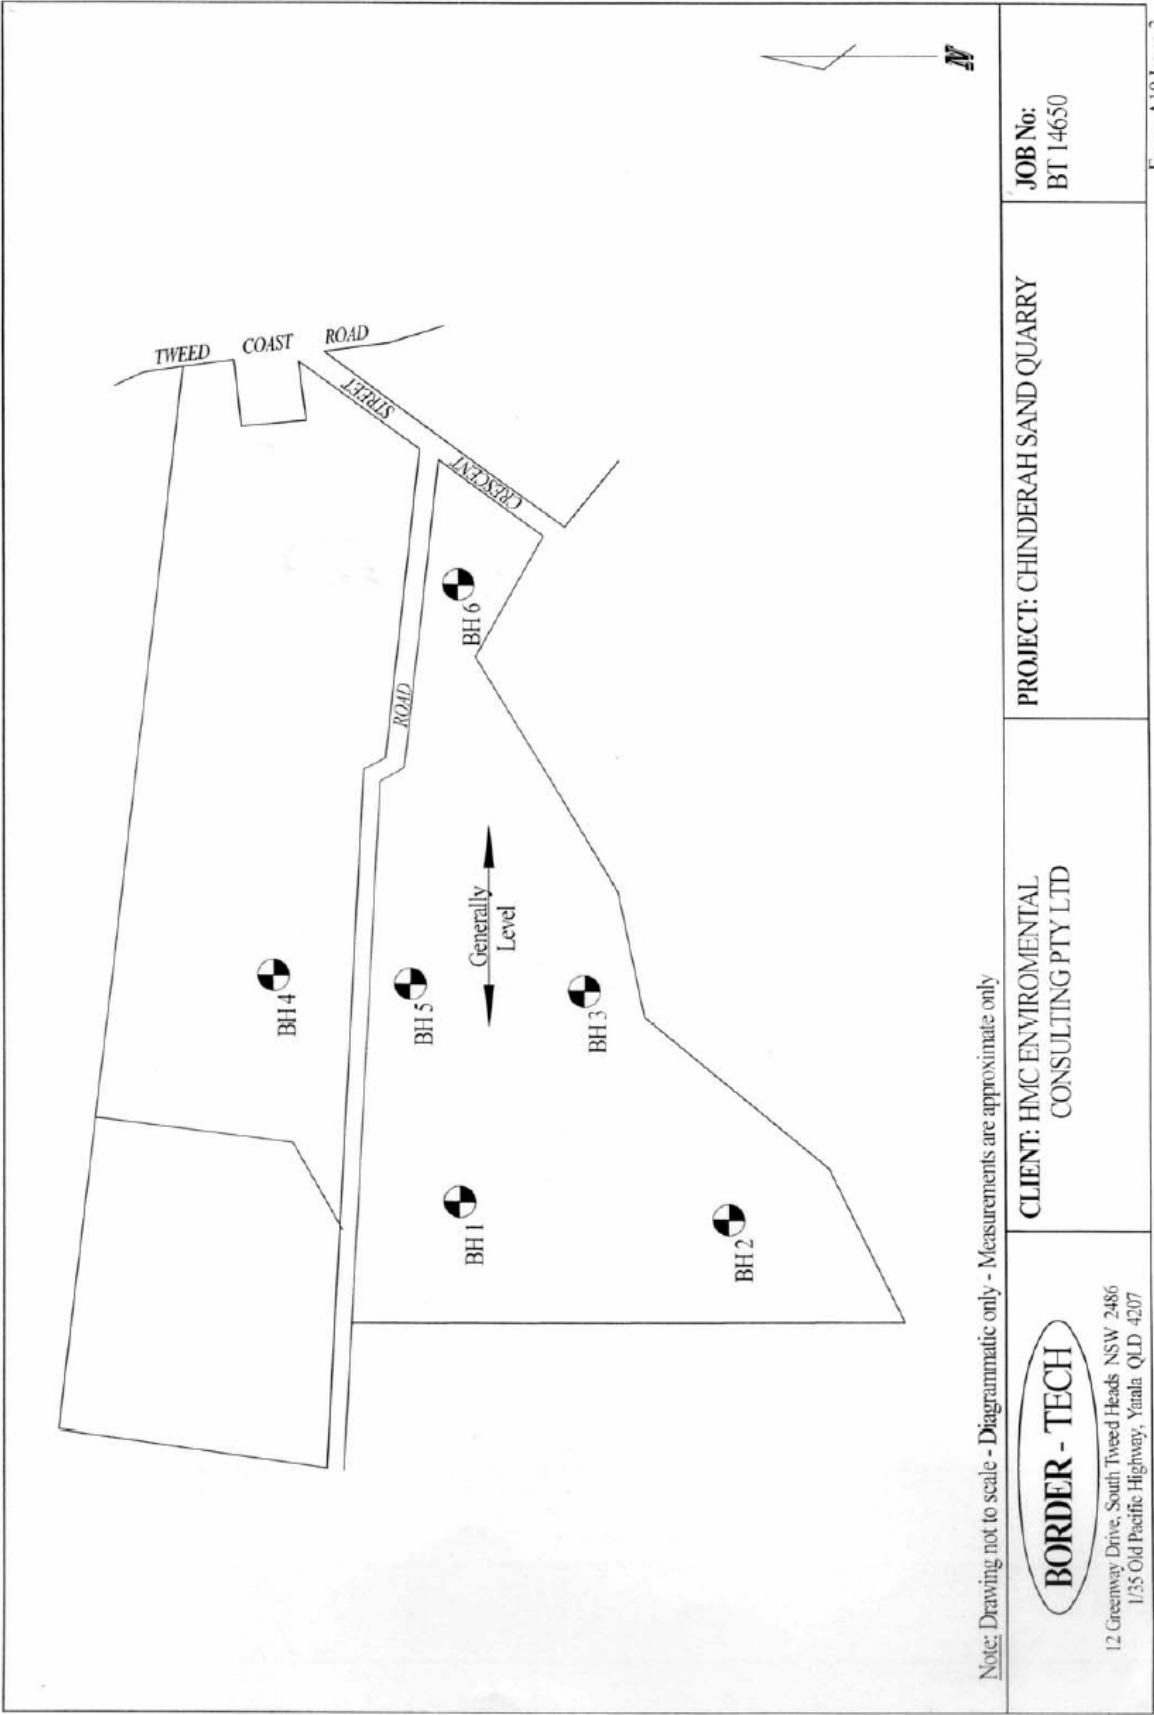 N
TWEED COAST ROAD
STREET
CRESCENT
ROAD
BH 4
BH 5
BH 6
Generally
Level
BH 3
BH 1
BH 2
Note: Drawing not to scale - Diagrammatic only - Measurements are approximate only
BORDER - TECH
12 Greenway Drive, South Tweed Heads NSW 2486
1/35 Old Pacific Highway, Yatala QLD 4207
CLIENT: HMC ENVIROMENTAL
CONSULTING PTY LTD
PROJECT: CHINDERAH SAND QUARRY
JOB No:
BT 14650